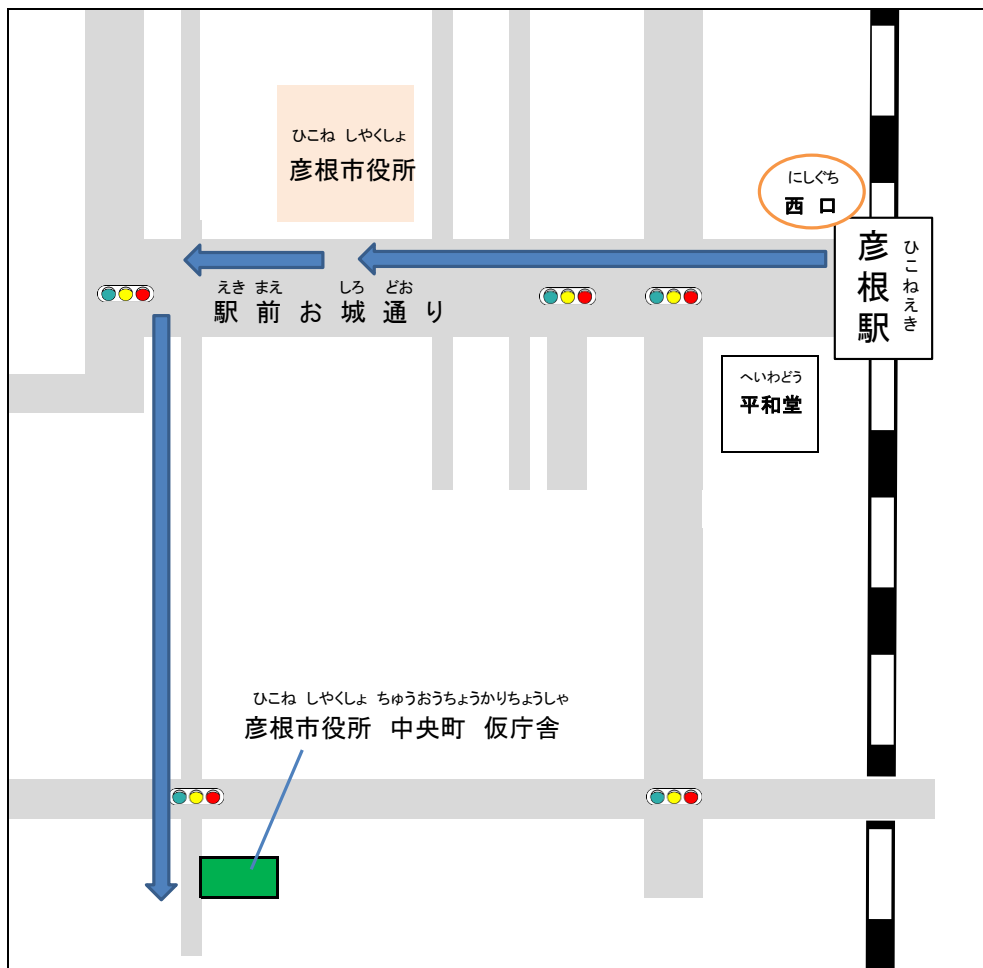 ひこね しやくしょ
彦根市役所
にしぐち
西 口
彦根駅
ひこねえき
えき まえ しろ どお
駅 前 お 城 通 り
へいわどう
平和堂
ひこね しやくしょ ちゅうおうちょうかりちょうしゃ
彦根市役所 中央町 仮庁舎